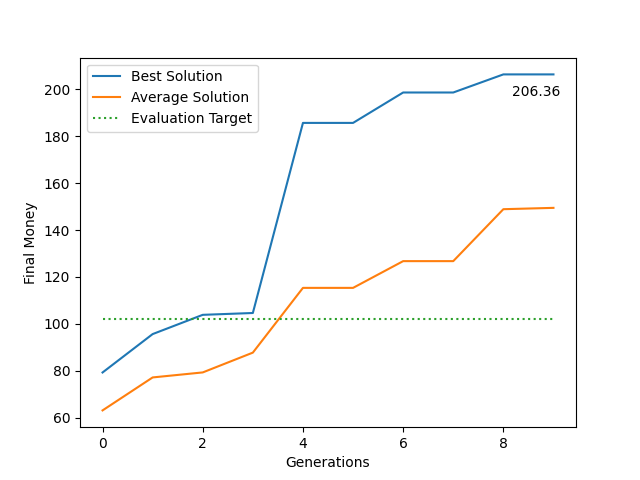 Best Solution
Average Solution
Evaluation Target
206.36
Final Money
200
180
160
140
120
100
80
60
0 2 4 6 8
Generations